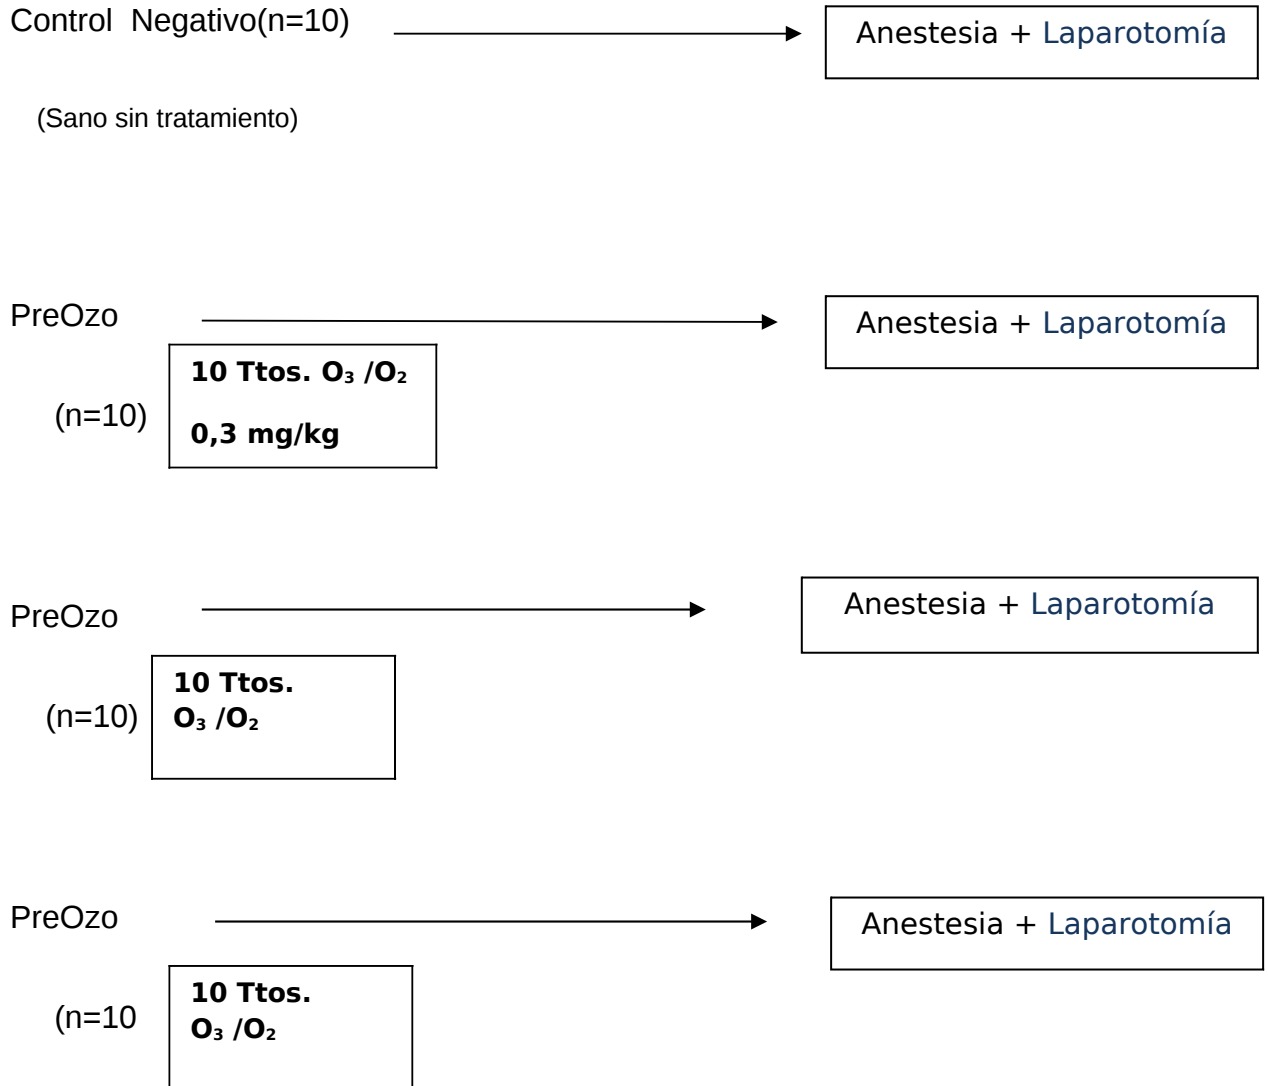 Control  Negativo(n=10)
Anestesia + Laparotomía
(Sano sin tratamiento)
PreOzo
Anestesia + Laparotomía
10 Ttos. O₃ /O₂
(n=10)
0,3 mg/kg
PreOzo
Anestesia + Laparotomía
10 Ttos.
(n=10)
O₃ /O₂
PreOzo
Anestesia + Laparotomía
10 Ttos.
(n=10
O₃ /O₂